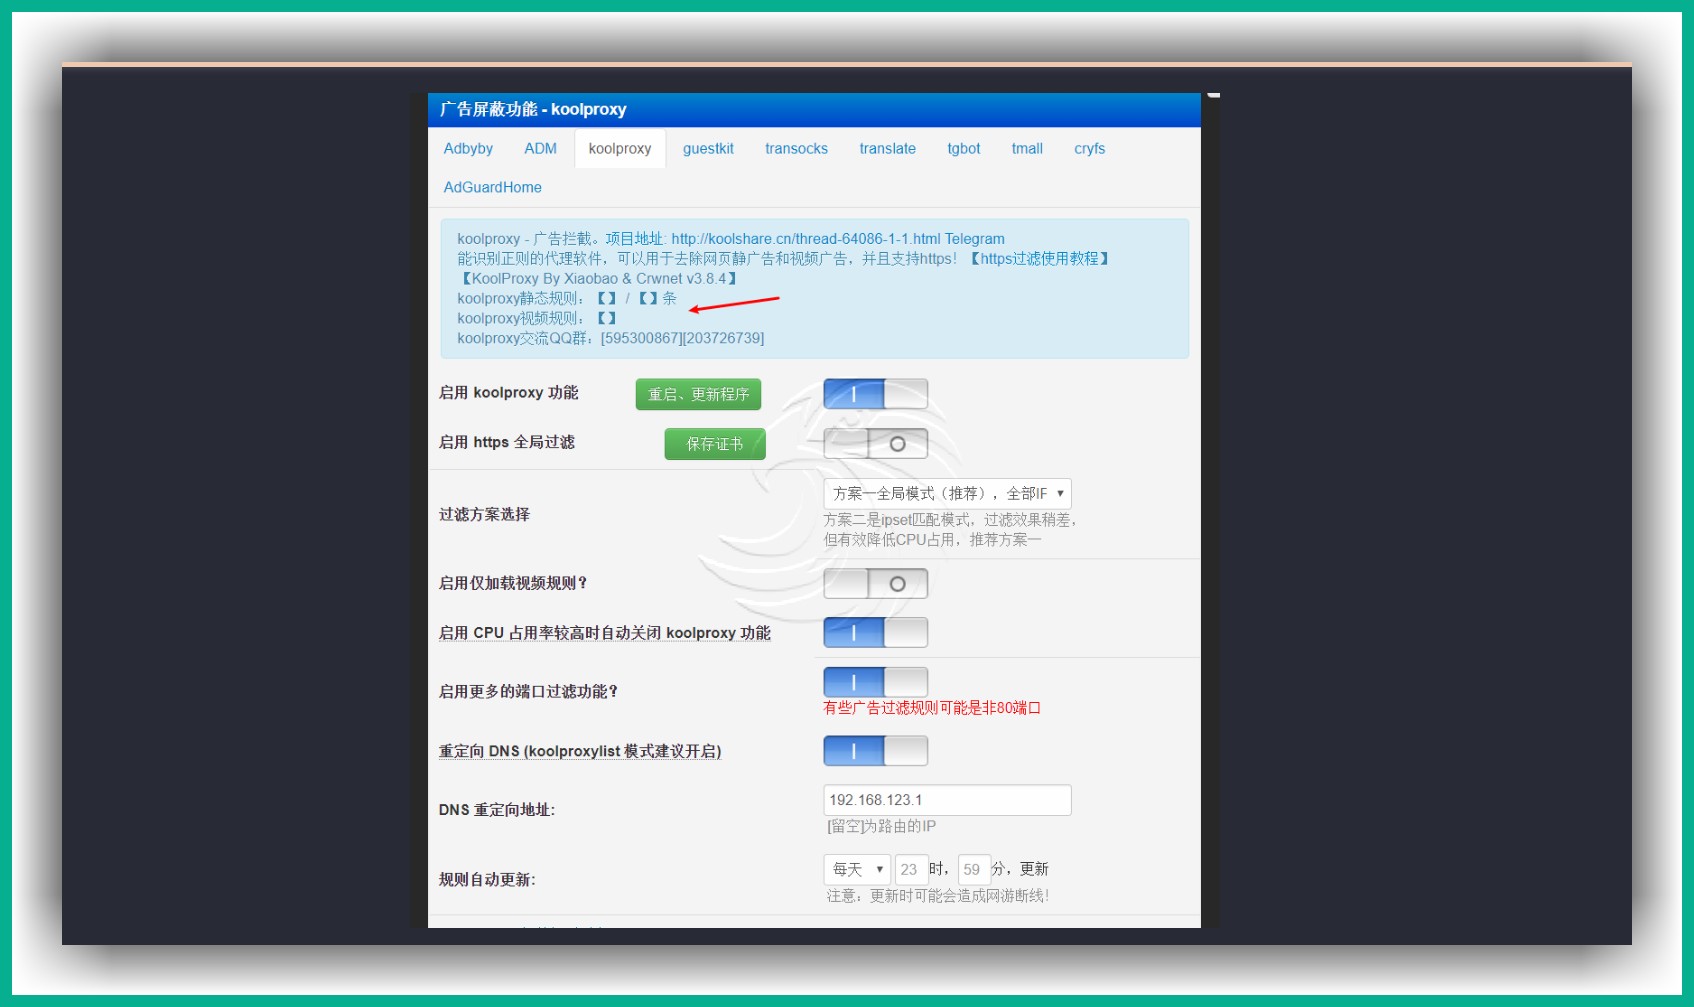 广告屏蔽功能 - koolproxy
Adbyby ADM koolproxy guestkit transocks translate tgbot tmall cryfs
AdGuardHome
koolproxy - 广告拦截。项目地址: http://koolshare.cn/thread-64086-1-1.html Telegram
能识别正则的代理软件，可以用于去除网页静广告和视频广告，并且支持https！【https过滤使用教程】
【KoolProxy By Xiaobao & Crwnet v3.8.4】
koolproxy静态规则：【】 / 【】条
koolproxy视频规则：【】
koolproxy交流QQ群：[595300867][203726739]
启用 koolproxy 功能 重启、更新程序
启用 https 全局过滤 保存证书
过滤方案选择
方案一全局模式（推荐），全部IF
方案二是ipset匹配模式，过滤效果稍差，
但有效降低CPU占用，推荐方案一
启用仅加载视频规则？
启用 CPU 占用率较高时自动关闭 koolproxy 功能
启用更多的端口过滤功能？
有些广告过滤规则可能是非80端口
重定向 DNS (koolproxylist 模式建议开启)
DNS 重定向地址: 192.168.123.1
[留空]为路由的IP
规则自动更新: 每天 23 时， 59 分，更新
注意：更新时可能会造成网游断线！